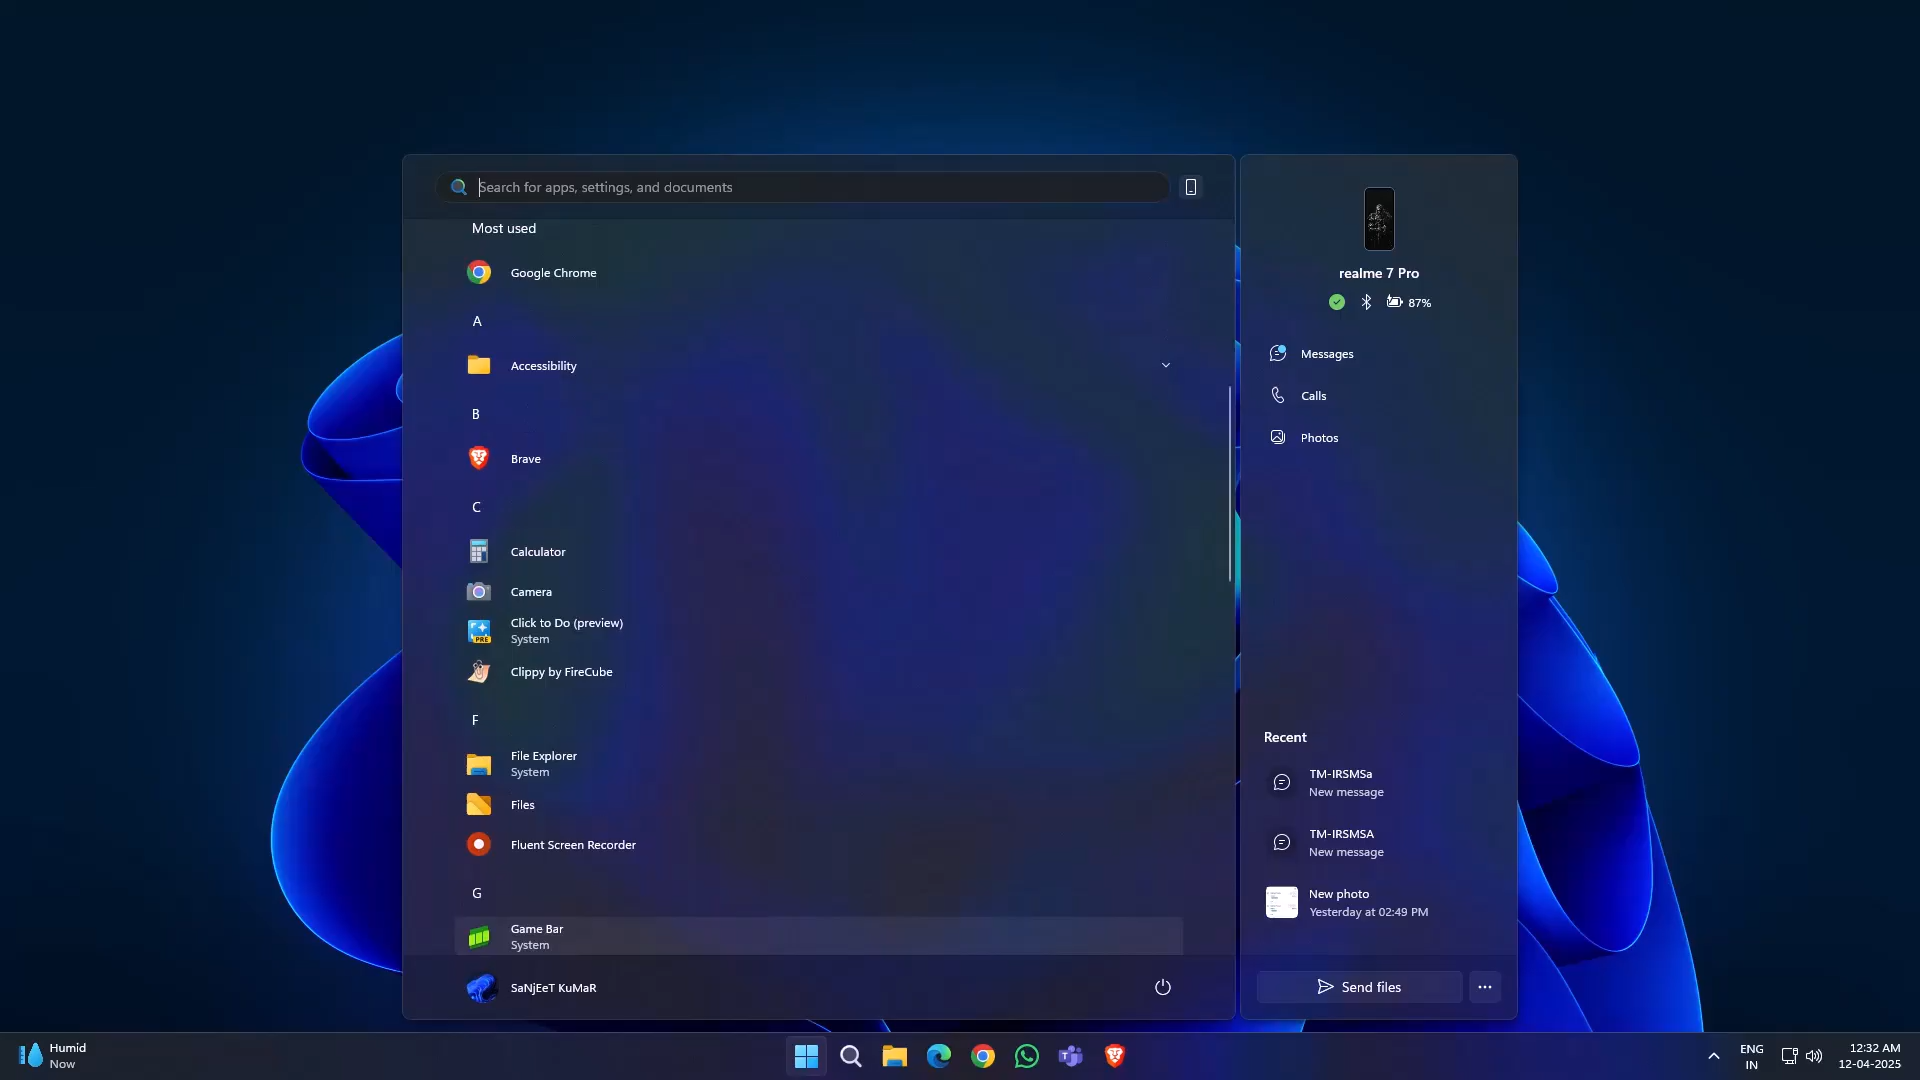 Search for apps, settings, and documents
Most used
Google Chrome
A
Accessibility
B
Brave
C
Calculator
Camera
Click to Do (preview)
System
Clippy by FireCube
F
File Explorer
System
Files
Fluent Screen Recorder
G
Game Bar
System
SaNjEeT KuMaR
realme 7 Pro
87%
Messages
Calls
Photos
Recent
TM-IRSMSa
New message
TM-IRSMSA
New message
New photo
Yesterday at 02:49 PM
Send files
Humid
Now
ENG
IN
12:32 AM
12-04-2025